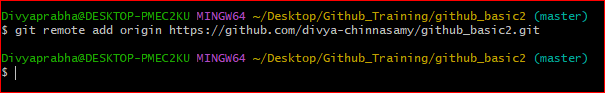 Divyaprabha@DESKTOP-PMEC2KU MINGW64 ~/Desktop/Github_Training/github_basic2 (master)
$ git remote add origin https://github.com/divya-chinnasamy/github_basic2.git
Divyaprabha@DESKTOP-PMEC2KU MINGW64 ~/Desktop/Github_Training/github_basic2 (master)
$